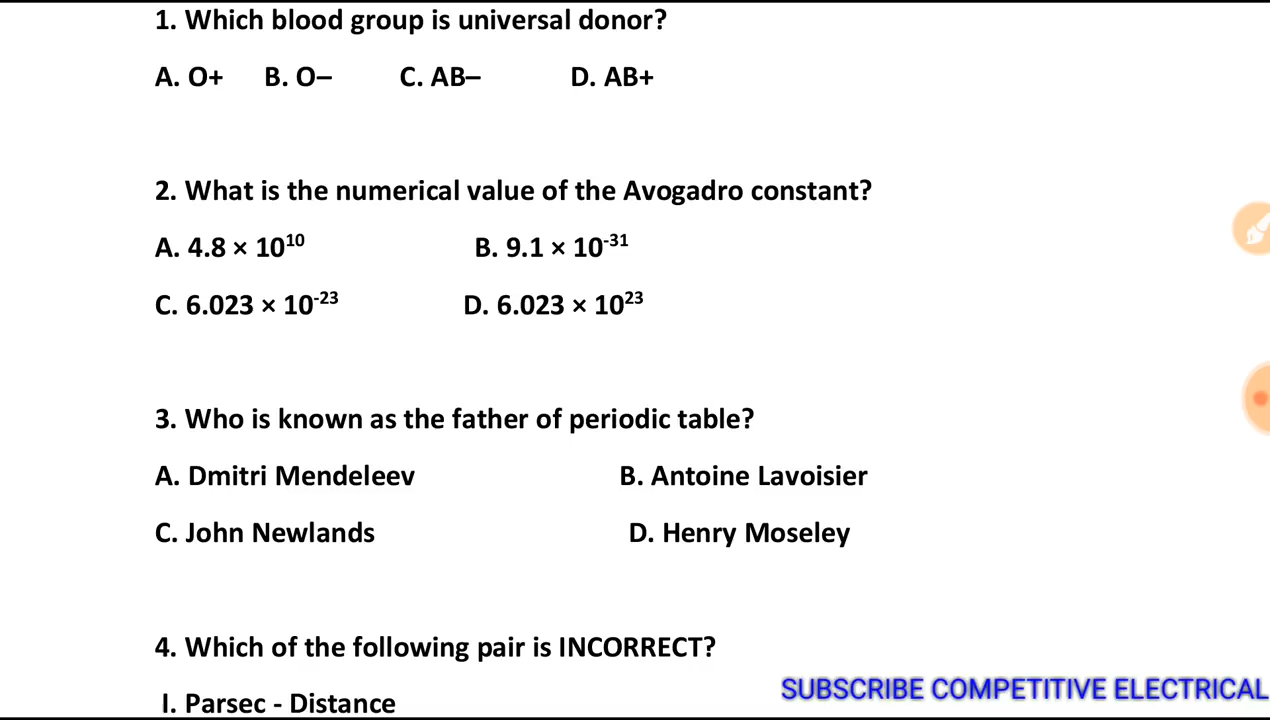 1. Which blood group is universal donor?
A. O+ B. O– C. AB– D. AB+
2. What is the numerical value of the Avogadro constant?
A. 4.8 × 10¹⁰ B. 9.1 × 10⁻³¹
C. 6.023 × 10⁻²³ D. 6.023 × 10²³
3. Who is known as the father of periodic table?
A. Dmitri Mendeleev B. Antoine Lavoisier
C. John Newlands D. Henry Moseley
4. Which of the following pair is INCORRECT?
I. Parsec - Distance
SUBSCRIBE COMPETITIVE ELECTRICAL